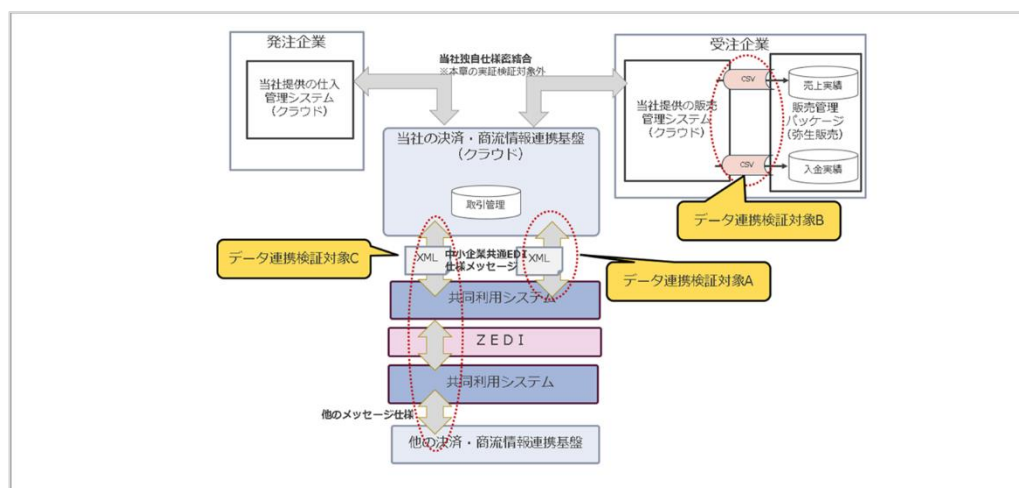 発注企業
当社提供の仕入
管理システム
(クラウド)
当社独自仕様密結合
※本章の実証検証対象外
受注企業
当社提供の販売
管理システム
(クラウド)
CSV
売上実績
販売管理
パッケージ
(弥生販売)
CSV
入金実績
データ連携検証対象B
当社の決済・商流情報連携基盤
(クラウド)
取引管理
データ連携検証対象C
XML
中小企業共通EDI
仕様メッセージ
XML
データ連携検証対象A
共同利用システム
ZEDI
共同利用システム
他のメッセージ仕様
他の決済・商流情報連携基盤